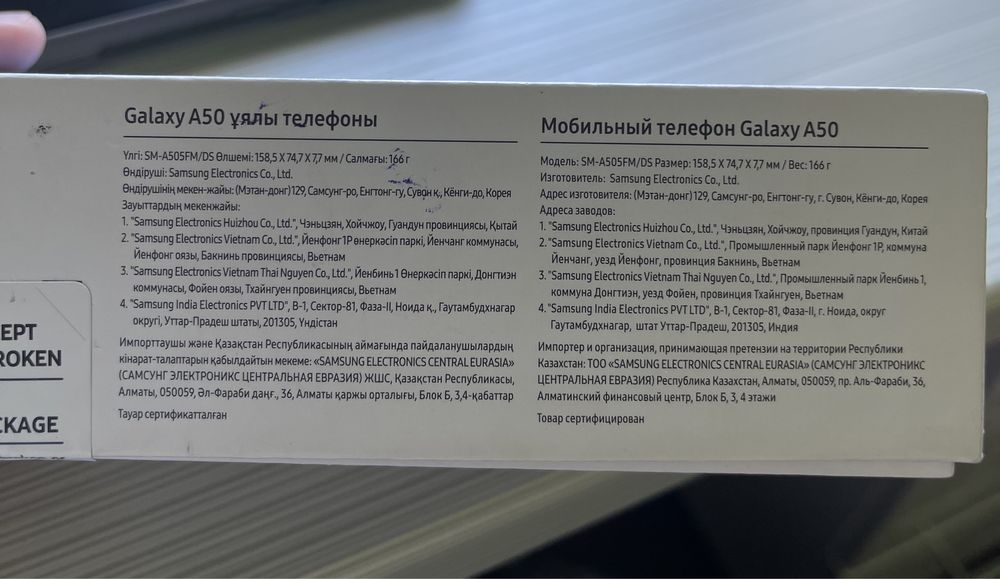 Galaxy A50 ұялы телефоны
Үлгі: SM-A505FM/DS Өлшемі: 158,5 X 74,7 X 7,7 мм / Салмағы: 166 г
Өндіруші: Samsung Electronics Co., Ltd.
Өндірушінің мекен-жайы: (Мэтан-донг) 129, Самсунг-ро, Енгтонг-гу, Сувон қ., Кёнги-до, Корея
Зауыттардың мекенжайы:
1. "Samsung Electronics Huizhou Co., Ltd.", Чэньцзян, Хойчжоу, Гуандун провинциясы, Қытай
2. "Samsung Electronics Vietnam Co., Ltd.", Йенфонг 1P өнеркәсіп паркі, Йенчанг коммунасы,
Йенфонг оязы, Бакнинь провинциясы, Вьетнам
3. "Samsung Electronics Vietnam Thai Nguyen Co., Ltd.", Йенбинь 1 Өнеркәсіп паркі, Донгтиэн
коммунасы, Фойен оязы, Тхайнгуен провинциясы, Вьетнам
4. "Samsung India Electronics PVT LTD", B-1, Сектор-81, Фаза-II, Ноида қ., Гаутамбудхнагар
округі, Уттар-Прадеш штаты, 201305, Үндістан
Импорттаушы және Қазақстан Республикасының аймағында пайдаланушылардың
кінарат-талаптарын қабылдайтын мекеме: «SAMSUNG ELECTRONICS CENTRAL EURASIA»
(САМСУНГ ЭЛЕКТРОНИКС ЦЕНТРАЛЬНАЯ ЕВРАЗИЯ) ЖШС, Қазақстан Республикасы,
Алматы, 050059, Әл-Фараби даңғ., 36, Алматы қаржы орталығы, Блок Б, 3,4-қабаттар
Тауар сертификатталған
Мобильный телефон Galaxy A50
Модель: SM-A505FM/DS Размер: 158,5 X 74,7 X 7,7 мм / Вес: 166 г
Изготовитель: Samsung Electronics Co., Ltd.
Адрес изготовителя: (Мэтан-донг) 129, Самсунг-ро, Енгтонг-гу, г. Сувон, Кёнги-до, Корея
Адреса заводов:
1. "Samsung Electronics Huizhou Co., Ltd.", Чэньцзян, Хойчжоу, провинция Гуандун, Китай
2. "Samsung Electronics Vietnam Co., Ltd.", Промышленный парк Йенфонг 1P, коммуна
Йенчанг, уезд Йенфонг, провинция Бакнинь, Вьетнам
3. "Samsung Electronics Vietnam Thai Nguyen Co., Ltd.", Промышленный парк Йенбинь 1,
коммуна Донгтиэн, уезд Фойен, провинция Тхайнгуен, Вьетнам
4. "Samsung India Electronics PVT LTD", B-1, Сектор-81, Фаза-II, г. Ноида, округ
Гаутамбудхнагар, штат Уттар-Прадеш, 201305, Индия
Импортер и организация, принимающая претензии на территории Республики
Казахстан: ТОО «SAMSUNG ELECTRONICS CENTRAL EURASIA» (САМСУНГ ЭЛЕКТРОНИКС
ЦЕНТРАЛЬНАЯ ЕВРАЗИЯ) Республика Казахстан, Алматы, 050059, пр. Аль-Фараби, 36,
Алматинский финансовый центр, Блок Б, 3, 4 этажи
Товар сертифицирован
EPT
ROKEN
KAGE